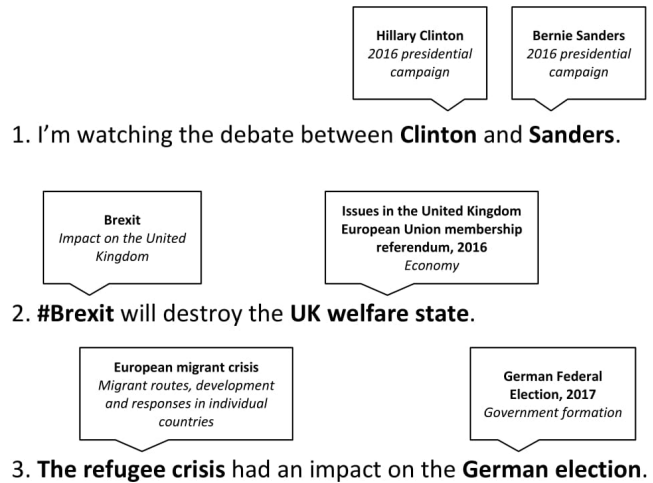 Hillary Clinton
2016 presidential
campaign
Bernie Sanders
2016 presidential
campaign
1. I'm watching the debate between Clinton and Sanders.
Brexit
Impact on the United
Kingdom
Issues in the United Kingdom
European Union membership
referendum, 2016
Economy
2. #Brexit will destroy the UK welfare state.
European migrant crisis
Migrant routes, development
and responses in individual
countries
German Federal
Election, 2017
Government formation
3. The refugee crisis had an impact on the German election.